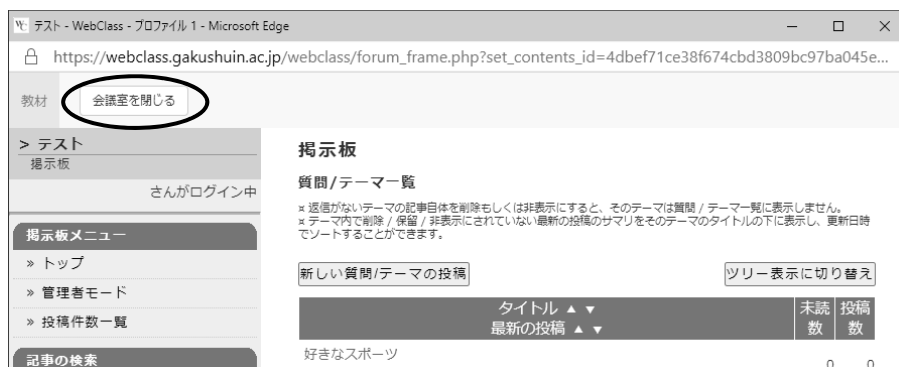 テスト - WebClass - プロファイル 1 - Microsoft Edge
https://webclass.gakushuin.ac.jp/webclass/forum_frame.php?set_contents_id=4dbef71ce38f674cbd3809bc97ba045e...
教材 会議室を閉じる
> テスト
掲示板
さんがログイン中
掲示板メニュー
» トップ
» 管理者モード
» 投稿件数一覧
記事の検索
掲示板
質問/テーマ一覧
※ 返信がないテーマの記事自体を削除もしくは非表示にすると、そのテーマは質問 / テーマ一覧に表示しません。
※ テーマ内で削除 / 保留 / 非表示にされていない最新の投稿のサマリをそのテーマのタイトルの下に表示し、更新日時
でソートすることができます。
新しい質問/テーマの投稿 ツリー表示に切り替え
タイトル ▲ ▼ 未読 投稿
最新の投稿 ▲ ▼ 数 数
好きなスポーツ
0 0